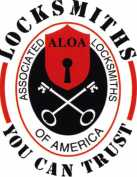 LOCKSMITHS
ALOA
ASSOCIATED LOCKSMITHS
OF AMERICA
YOU CAN TRUST